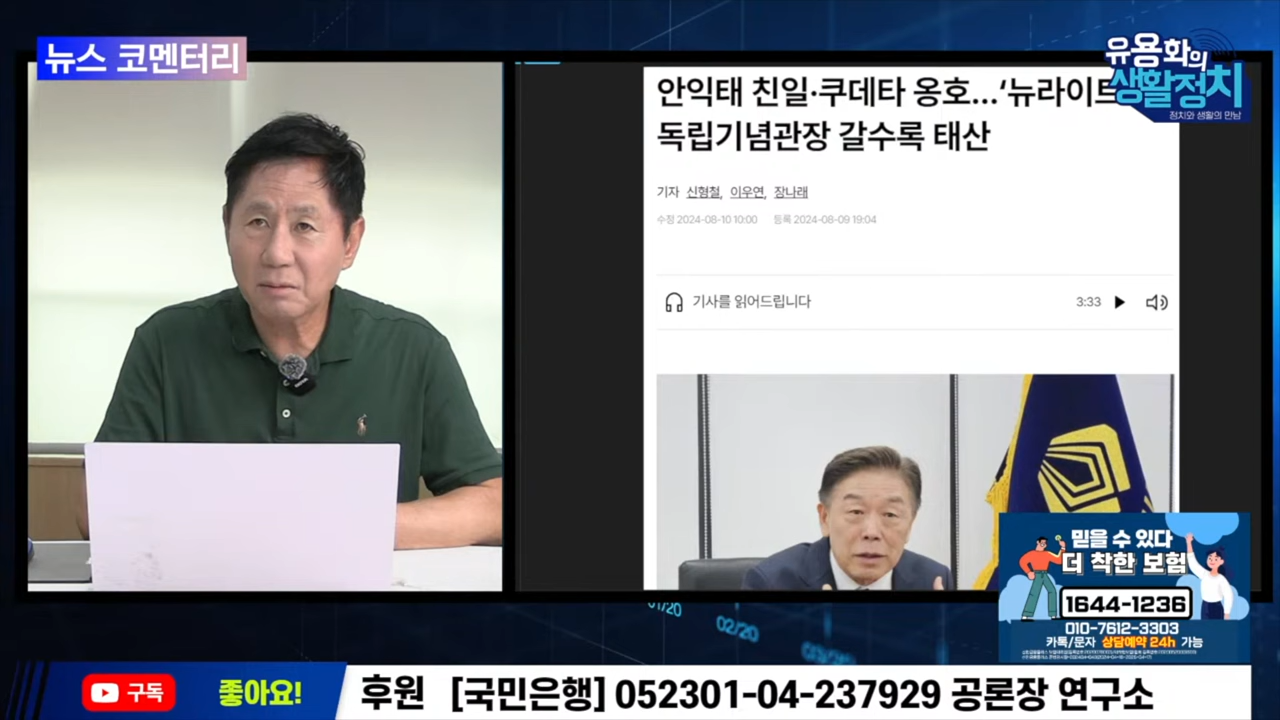 뉴스 코멘터리
유용화의
생활정치
정치와 생활의 만남
안익태 친일·쿠데타 옹호…‘뉴라이트
독립기념관장 갈수록 태산
기자 신형철, 이우연, 장나래
수정 2024-08-10 10:00 등록 2024-08-09 19:04
기사를 읽어드립니다
3:33
믿을 수 있다
더 착한 보험
1644-1236
010-7612-3303
카톡/문자 상담예약 24h 가능
01/20
02/20
구독
좋아요!
후원 [국민은행] 052301-04-237929 공론장 연구소